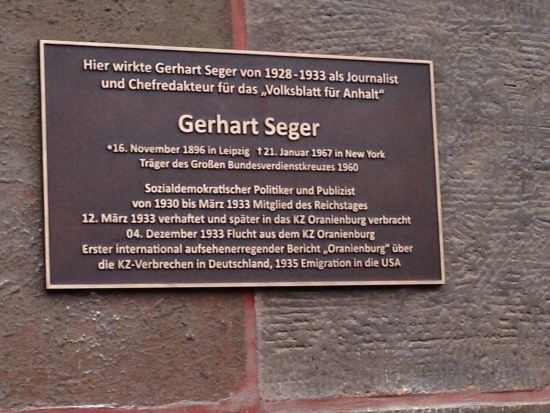 Hier wirkte Gerhart Seger von 1928-1933 als Journalist
und Chefredakteur für das „Volksblatt für Anhalt“
Gerhart Seger
*16. November 1896 in Leipzig †21. Januar 1967 in New York
Träger des Großen Bundesverdienstkreuzes 1960
Sozialdemokratischer Politiker und Publizist
von 1930 bis März 1933 Mitglied des Reichstages
12. März 1933 verhaftet und später in das KZ Oranienburg verbracht
04. Dezember 1933 Flucht aus dem KZ Oranienburg
Erster international aufsehenerregender Bericht „Oranienburg“ über
die KZ-Verbrechen in Deutschland, 1935 Emigration in die USA